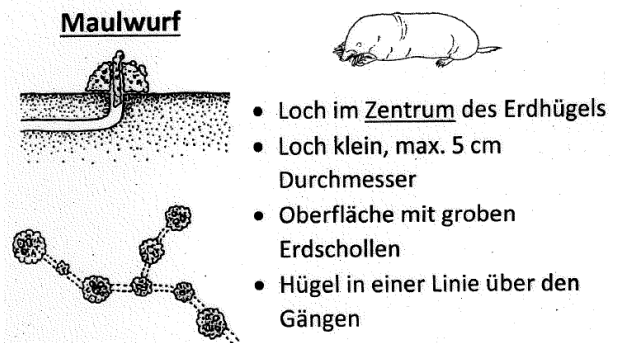 Maulwurf
• Loch im Zentrum des Erdhügels
• Loch klein, max. 5 cm
Durchmesser
• Oberfläche mit groben
Erdschollen
• Hügel in einer Linie über den
Gängen